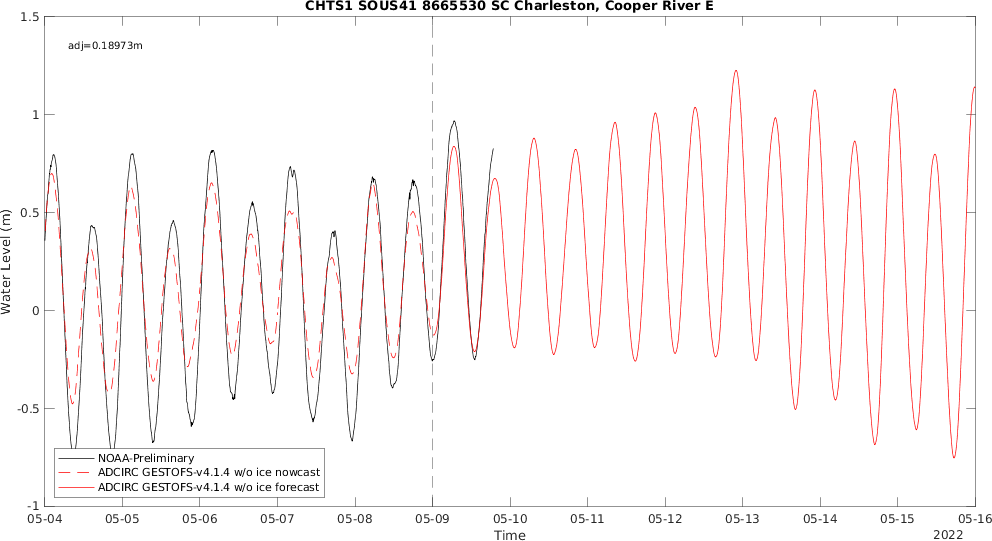 CHTS1 SOUS41 8665530 SC Charleston, Cooper River E
adj=0.18973m
1.5
1
0.5
0
-0.5
-1
Water Level (m)
NOAA-Preliminary
ADCIRC GESTOFS-v4.1.4 w/o ice nowcast
ADCIRC GESTOFS-v4.1.4 w/o ice forecast
05-04 05-05 05-06 05-07 05-08 05-09 05-10 05-11 05-12 05-13 05-14 05-15 05-16
Time
2022